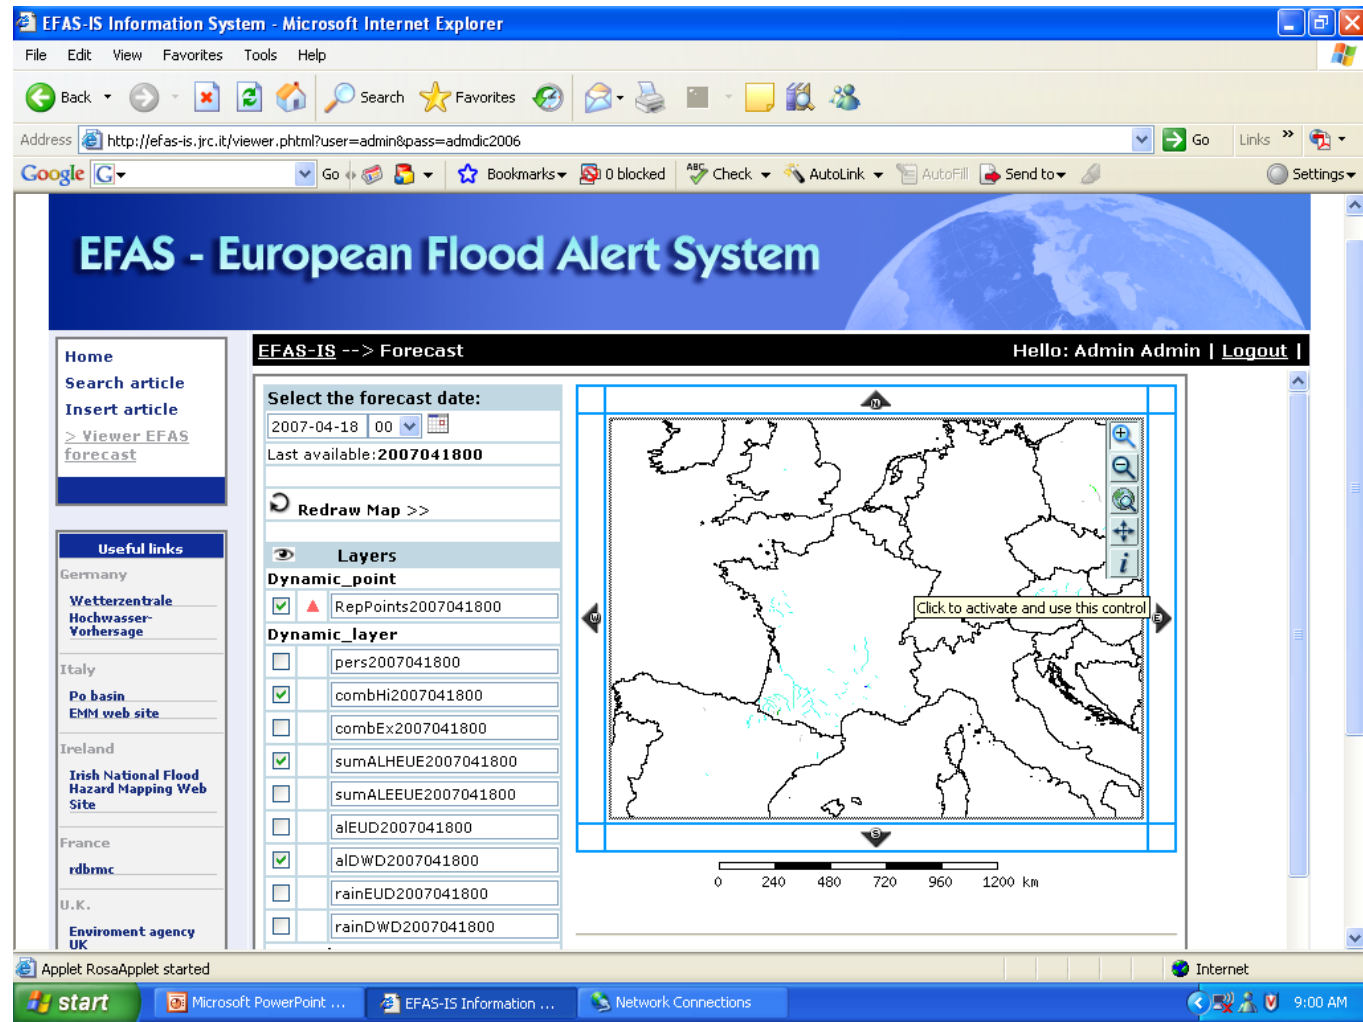 EFAS-IS Information System - Microsoft Internet Explorer
File Edit View Favorites Tools Help
Back Search Favorites
Address http://efas-is.jrc.it/viewer.phtml?user=admin&pass=admdic2006 Go Links »
Google G Go Bookmarks 0 blocked ABC Check AutoLink AutoFill Send to Settings
EFAS - European Flood Alert System
Home
Search article
Insert article
> Viewer EFAS
forecast
Useful links
Germany
Wetterzentrale
Hochwasser-
Vorhersage
Italy
Po basin
EMM web site
Ireland
Irish National Flood
Hazard Mapping Web
Site
France
rdbrmc
U.K.
Enviroment agency
UK
EFAS-IS --> Forecast Hello: Admin Admin | Logout |
Select the forecast date:
2007-04-18 00
Last available:2007041800
Redraw Map >>
Layers
Dynamic_point
RepPoints2007041800
Dynamic_layer
pers2007041800
combHi2007041800
combEx2007041800
sumALHEUE2007041800
sumALEEUE2007041800
alEUD2007041800
alDWD2007041800
rainEUD2007041800
rainDWD2007041800
N
W
E
S
i
Click to activate and use this control
0 240 480 720 960 1200 km
Applet RosaApplet started Internet
start Microsoft PowerPoint ... EFAS-IS Information ... Network Connections 9:00 AM